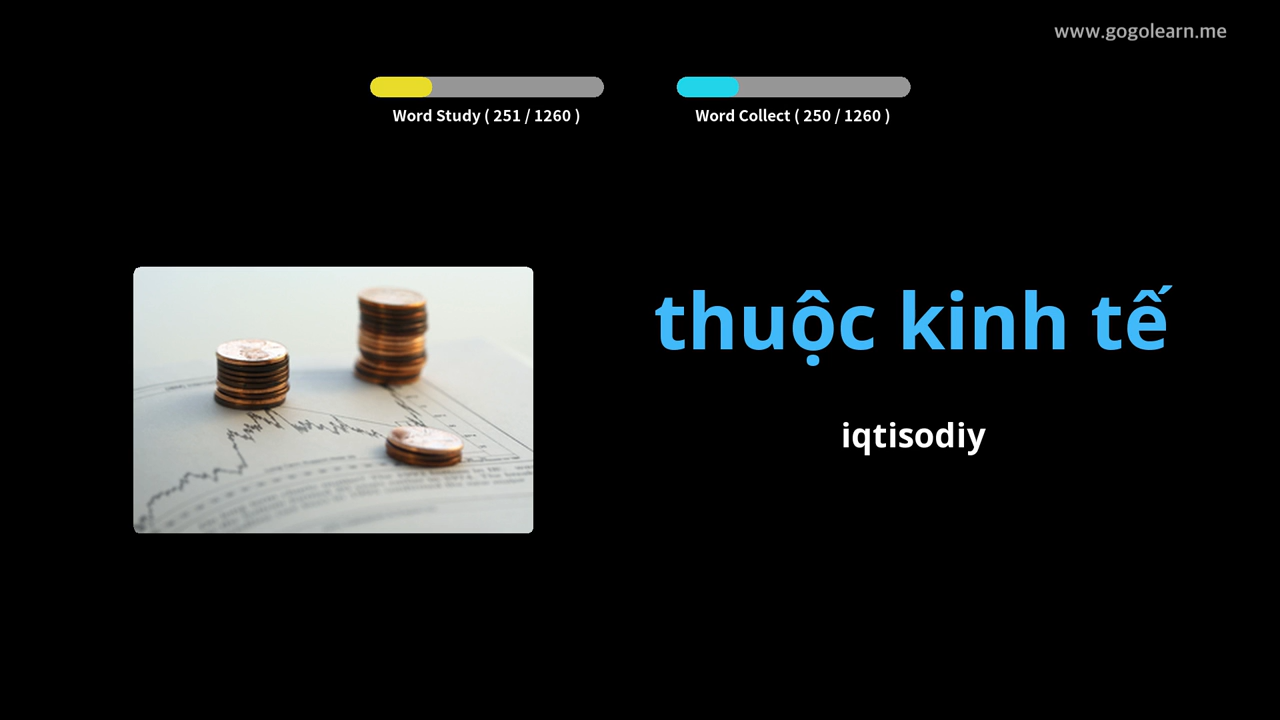 www.gogolearn.me
Word Study ( 251 / 1260 )
Word Collect ( 250 / 1260 )
thuộc kinh tế
iqtisodiy